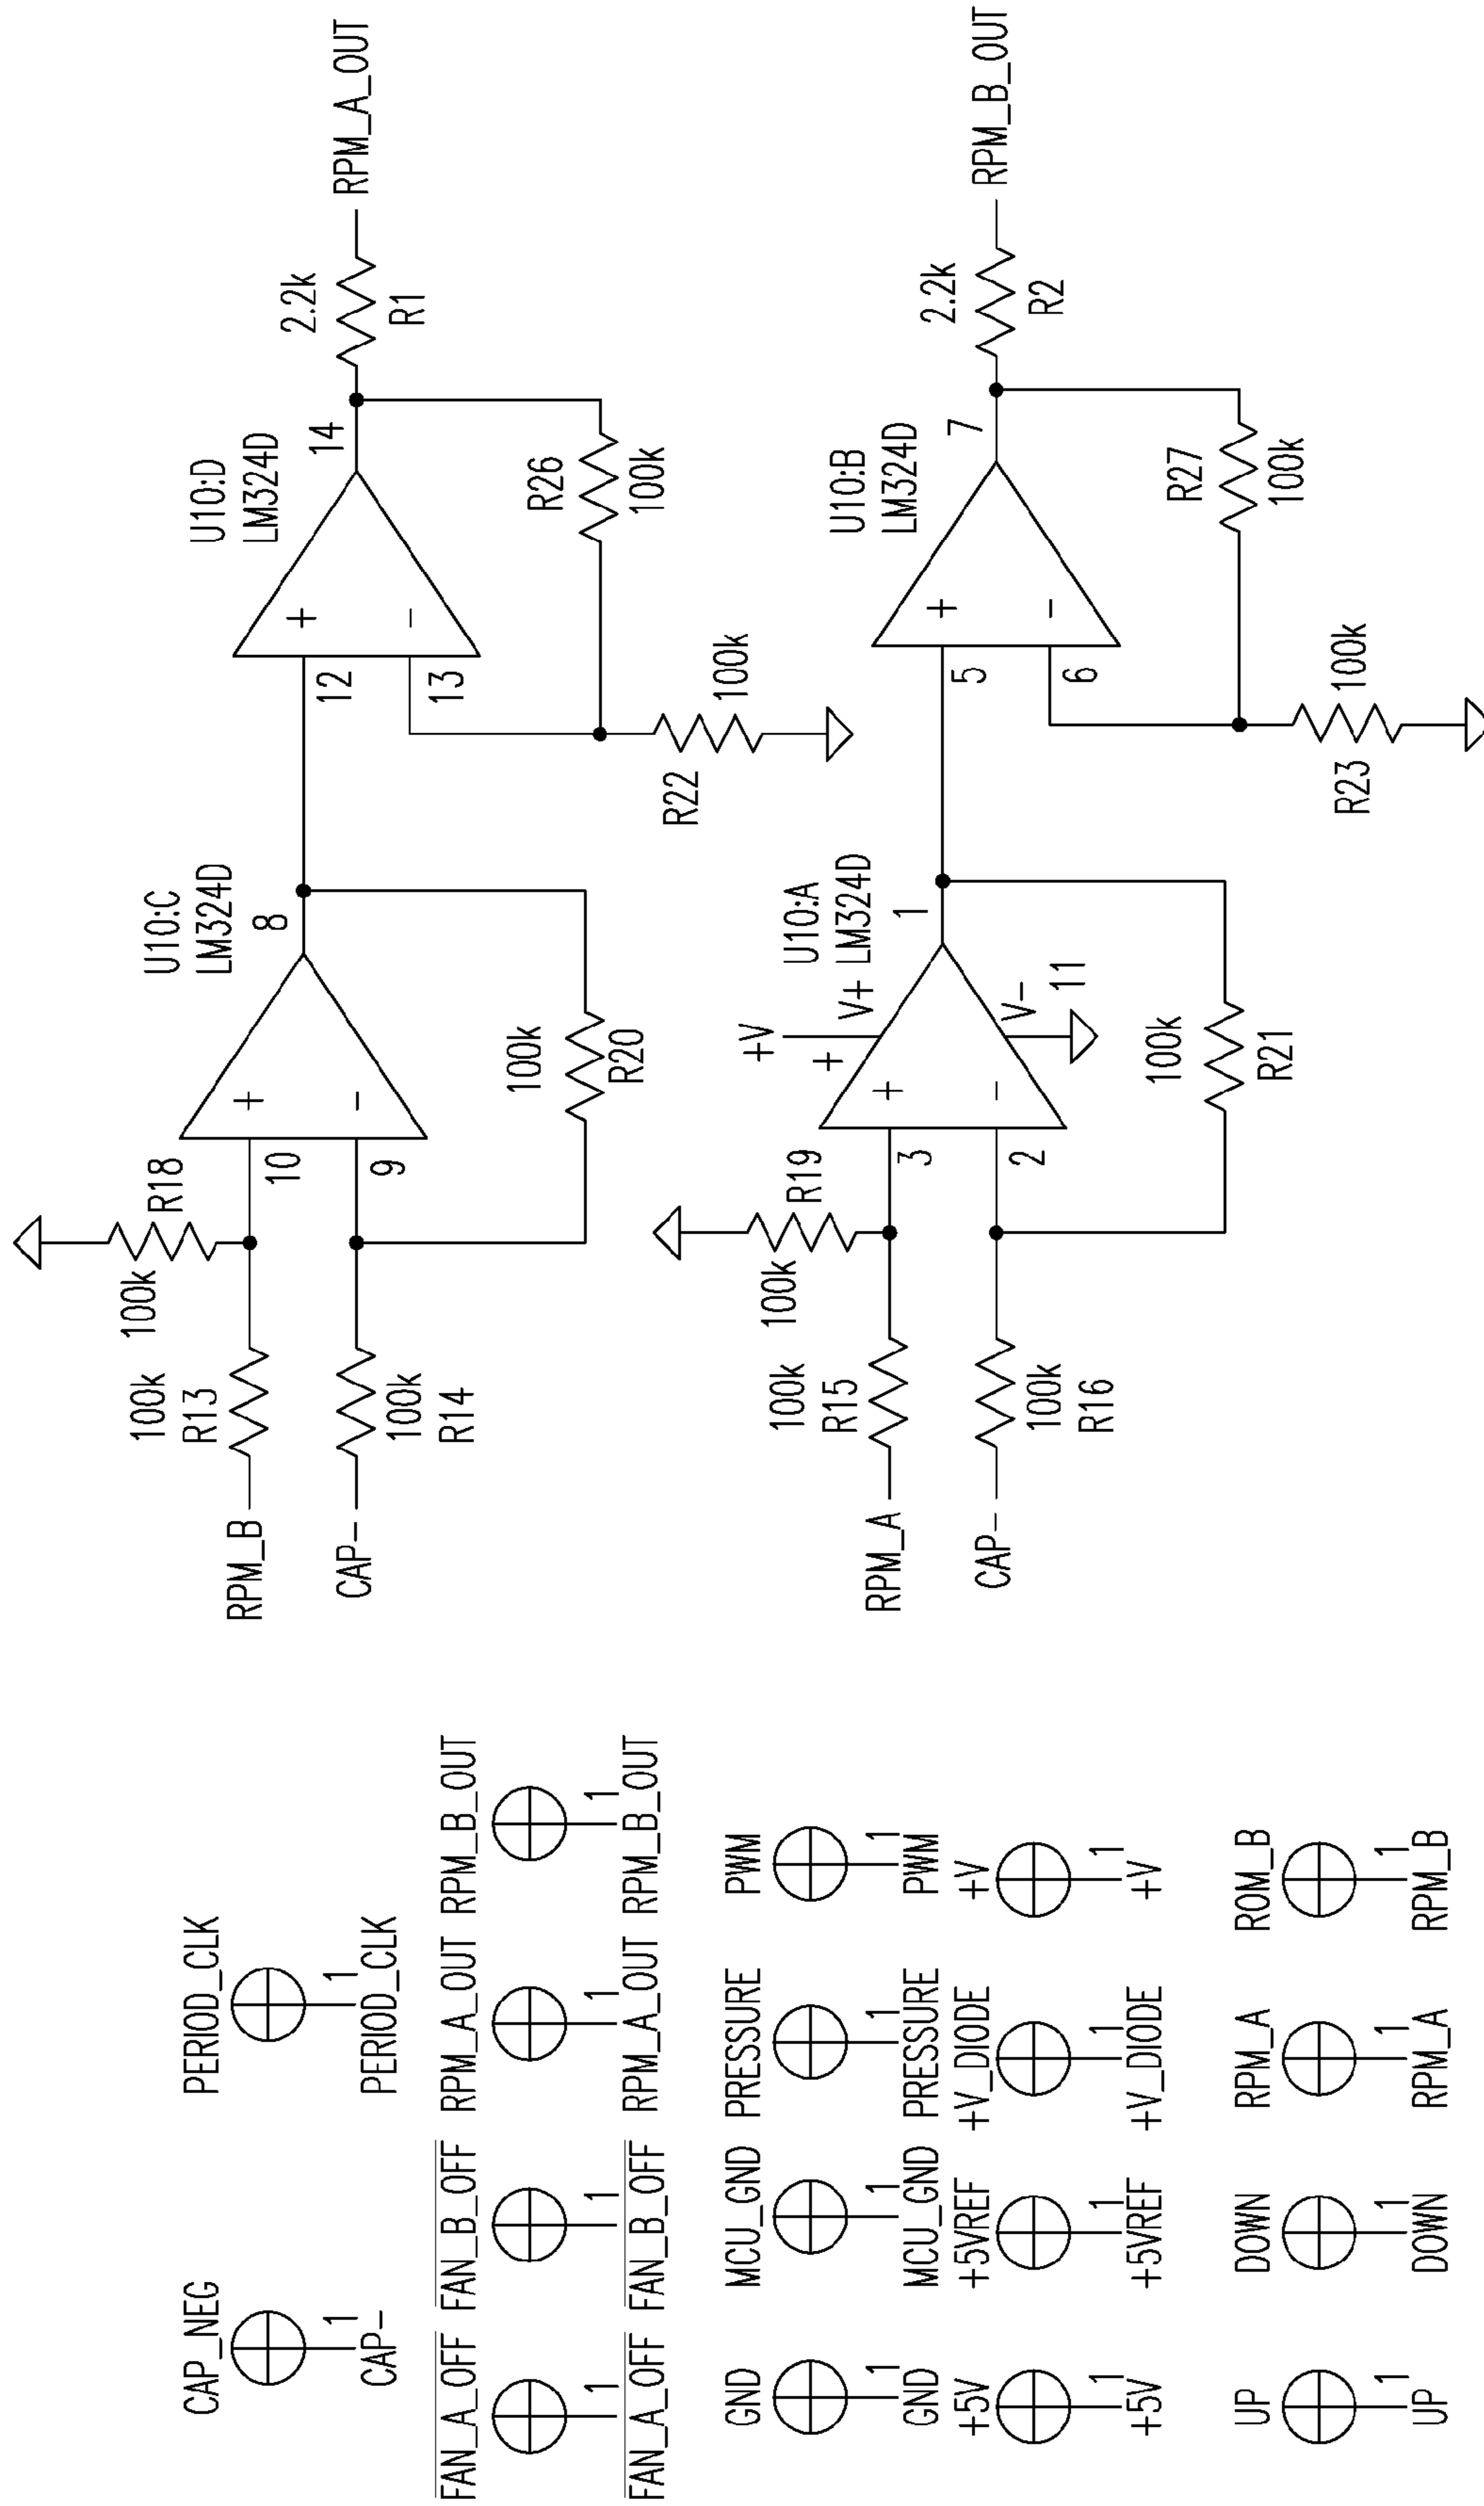 CAP_NEG
1
CAP-
PERIOD_CLK
1
PERIOD_CLK
FAN_A_OFF
1
FAN_A_OFF
FAN_B_OFF
1
FAN_B_OFF
RPM_A_OUT
1
RPM_A_OUT
RPM_B_OUT
1
RPM_B_OUT
GND
1
GND
MCU_GND
1
MCU_GND
PRESSURE
1
PRESSURE
PWM
1
PWM
+5V
1
+5V
+5VREF
1
+5VREF
+V_DIODE
1
+V_DIODE
+V
1
+V
UP
1
UP
DOWN
1
DOWN
RPM_A
1
RPM_A
ROM_B
1
RPM_B
RPM_B
100k
R13
CAP-
100k
R14
100k
R18
10
9
+
-
U10:C
LM324D
8
100k
R20
12
13
+
-
U10:D
LM324D
14
R26
100k
R22
100k
2.2k
R1
RPM_A_OUT
RPM_A
100k
R15
CAP-
100k
R16
100k
R19
3
2
+
-
+V
+
V+
V-
11
U10:A
LM324D
1
100k
R21
5
6
+
-
U10:B
LM324D
7
R27
100k
R23
100k
2.2k
R2
RPM_B_OUT